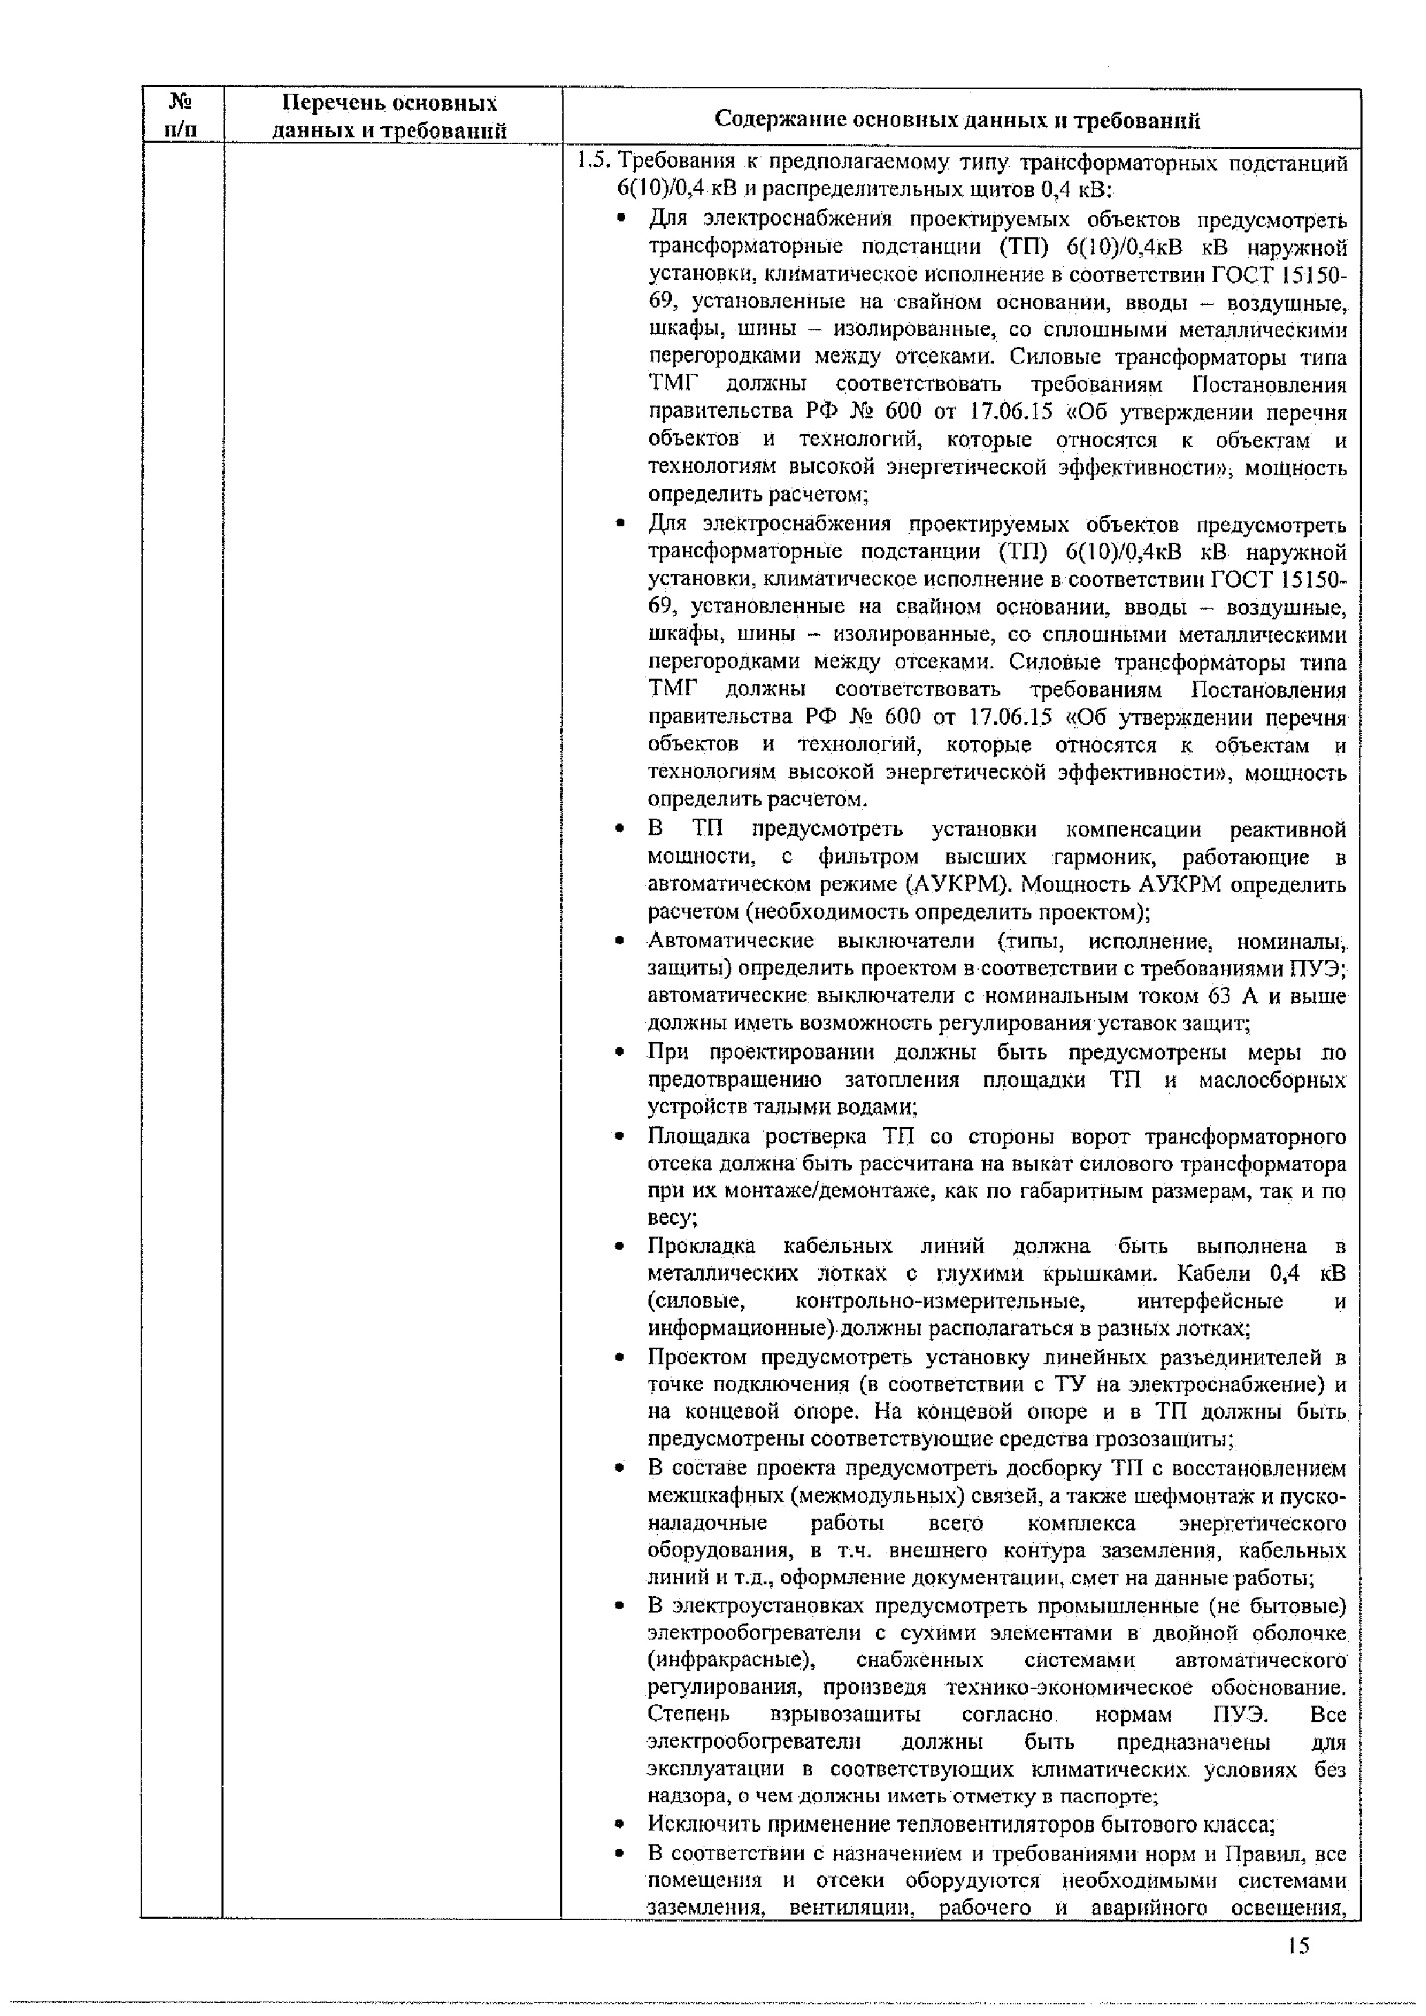 №
п/п
Перечень основных
данных и требований
Содержание основных данных и требований
1.5. Требования к предполагаемому типу трансформаторных подстанций
6(10)/0,4 кВ и распределительных щитов 0,4 кВ:
• Для электроснабжения проектируемых объектов предусмотреть
трансформаторные подстанции (ТП) 6(10)/0,4кВ кВ наружной
установки, климатическое исполнение в соответствии ГОСТ 15150-
69, установленные на свайном основании, вводы – воздушные,
шкафы, шины – изолированные, со сплошными металлическими
перегородками между отсеками. Силовые трансформаторы типа
ТМГ должны соответствовать требованиям Постановления
правительства РФ № 600 от 17.06.15 «Об утверждении перечня
объектов и технологий, которые относятся к объектам и
технологиям высокой энергетической эффективности», мощность
определить расчетом;
• Для электроснабжения проектируемых объектов предусмотреть
трансформаторные подстанции (ТП) 6(10)/0,4кВ кВ наружной
установки, климатическое исполнение в соответствии ГОСТ 15150-
69, установленные на свайном основании, вводы – воздушные,
шкафы, шины – изолированные, со сплошными металлическими
перегородками между отсеками. Силовые трансформаторы типа
ТМГ должны соответствовать требованиям Постановления
правительства РФ № 600 от 17.06.15 «Об утверждении перечня
объектов и технологий, которые относятся к объектам и
технологиям высокой энергетической эффективности», мощность
определить расчетом.
• В ТП предусмотреть установки компенсации реактивной
мощности, с фильтром высших гармоник, работающие в
автоматическом режиме (АУКРМ). Мощность АУКРМ определить
расчетом (необходимость определить проектом);
• Автоматические выключатели (типы, исполнение, номиналы,
защиты) определить проектом в соответствии с требованиями ПУЭ;
автоматические выключатели с номинальным током 63 А и выше
должны иметь возможность регулирования уставок защит;
• При проектировании должны быть предусмотрены меры по
предотвращению затопления площадки ТП и маслосборных
устройств талыми водами;
• Площадка ростверка ТП со стороны ворот трансформаторного
отсека должна быть рассчитана на выкат силового трансформатора
при их монтаже/демонтаже, как по габаритным размерам, так и по
весу;
• Прокладка кабельных линий должна быть выполнена в
металлических лотках с глухими крышками. Кабели 0,4 кВ
(силовые, контрольно-измерительные, интерфейсные и
информационные) должны располагаться в разных лотках;
• Проектом предусмотреть установку линейных разъединителей в
точке подключения (в соответствии с ТУ на электроснабжение) и
на концевой опоре. На концевой опоре и в ТП должны быть
предусмотрены соответствующие средства грозозащиты;
• В составе проекта предусмотреть досборку ТП с восстановлением
межшкафных (межмодульных) связей, а также шефмонтаж и пуско-
наладочные работы всего комплекса энергетического
оборудования, в т.ч. внешнего контура заземления, кабельных
линий и т.д., оформление документации, смет на данные работы;
• В электроустановках предусмотреть промышленные (не бытовые)
электрообогреватели с сухими элементами в двойной оболочке
(инфракрасные), снабженных системами автоматического
регулирования, произведя технико-экономическое обоснование.
Степень взрывозащиты согласно нормам ПУЭ. Все
электрообогреватели должны быть предназначены для
эксплуатации в соответствующих климатических условиях без
надзора, о чем должны иметь отметку в паспорте;
• Исключить применение тепловентиляторов бытового класса;
• В соответствии с назначением и требованиями норм и Правил, все
помещения и отсеки оборудуются необходимыми системами
заземления, вентиляции, рабочего и аварийного освещения,
15